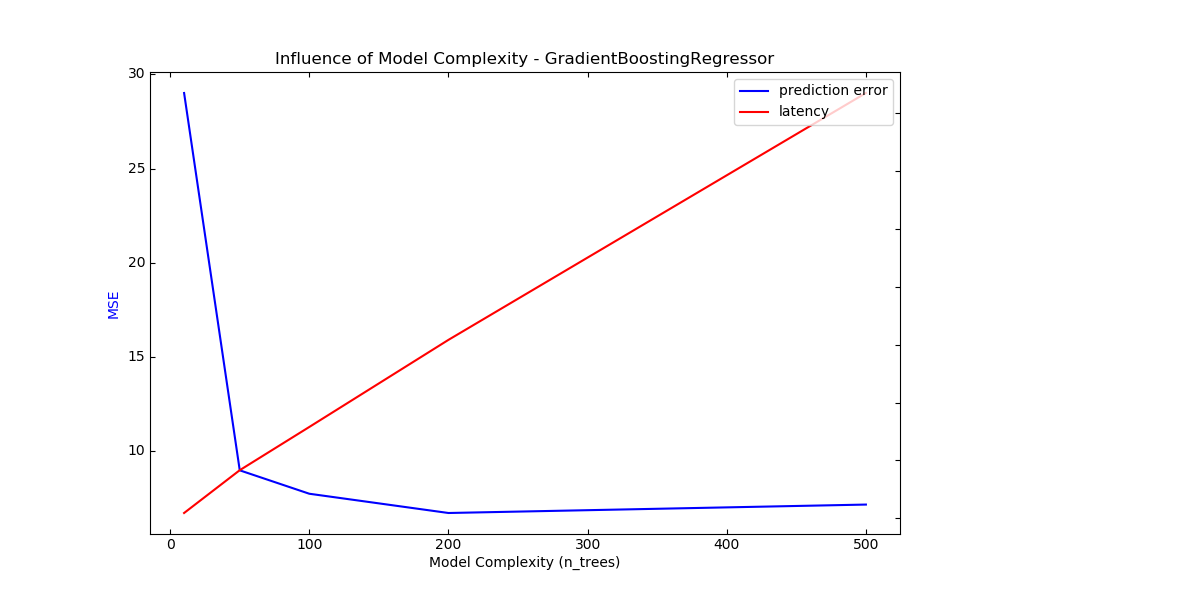 Influence of Model Complexity - GradientBoostingRegressor
prediction error
latency
30
25
20
15
10
MSE
0 100 200 300 400 500
Model Complexity (n_trees)